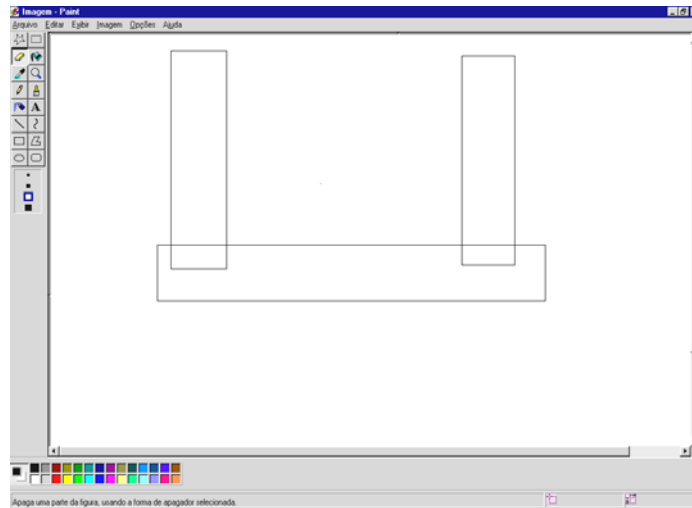 Imagem - Paint
Arquivo Editar Exibir Imagem Opções Ajuda
A
Apaga uma parte da figura, usando a forma de apagador selecionada.